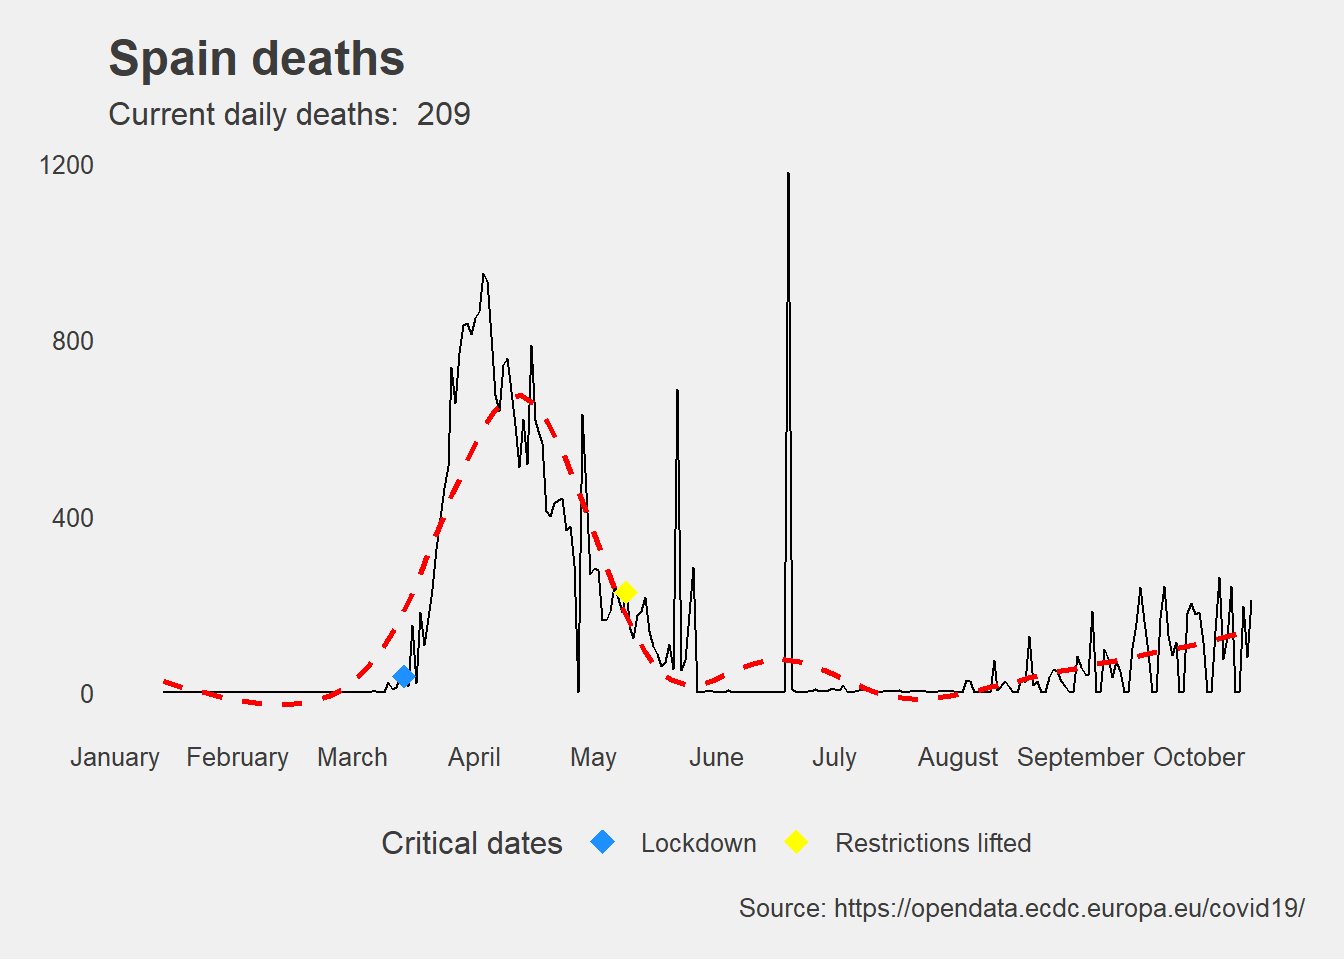 Spain deaths
Current daily deaths:  209
1200
800
400
0
January February March April May June July August September October
Critical dates Lockdown Restrictions lifted
Source: https://opendata.ecdc.europa.eu/covid19/